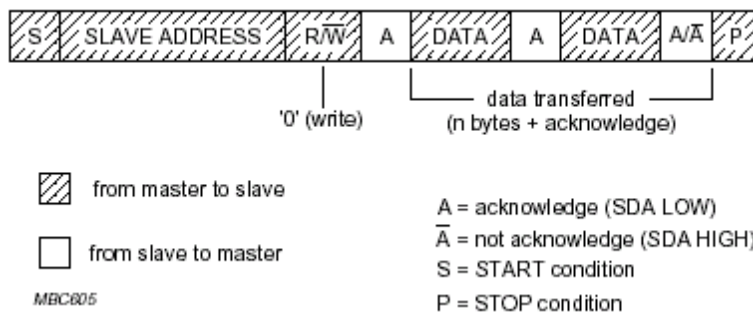 S SLAVE ADDRESS R/W̅ A DATA A DATA A/A̅ P
'0' (write)
data transferred
(n bytes + acknowledge)
from master to slave
from slave to master
MBC605
A = acknowledge (SDA LOW)
A̅ = not acknowledge (SDA HIGH)
S = START condition
P = STOP condition